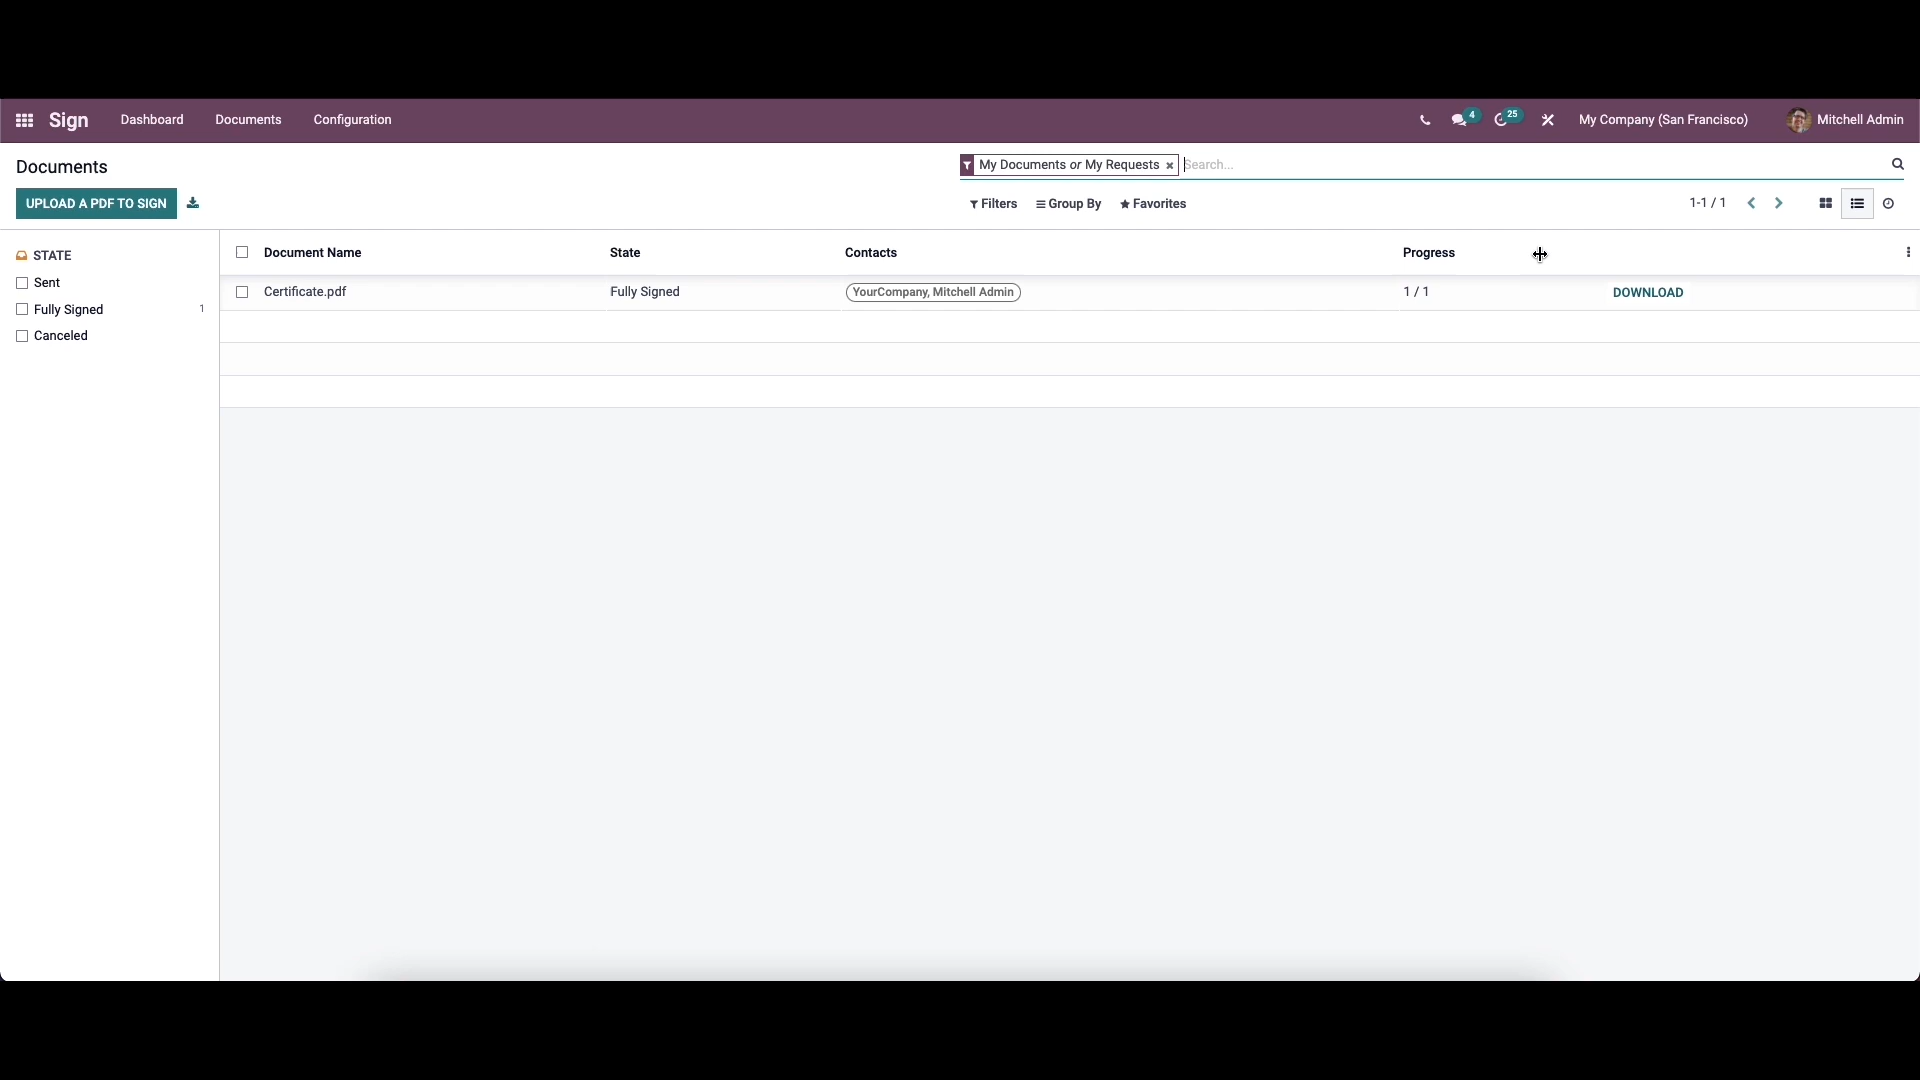 Sign Dashboard Documents Configuration 4 25 My Company (San Francisco) Mitchell Admin
Documents
My Documents or My Requests × Search...
UPLOAD A PDF TO SIGN
Filters Group By Favorites 1-1 / 1
STATE
Sent
Fully Signed 1
Canceled
Document Name State Contacts Progress
Certificate.pdf Fully Signed YourCompany, Mitchell Admin 1 / 1 DOWNLOAD